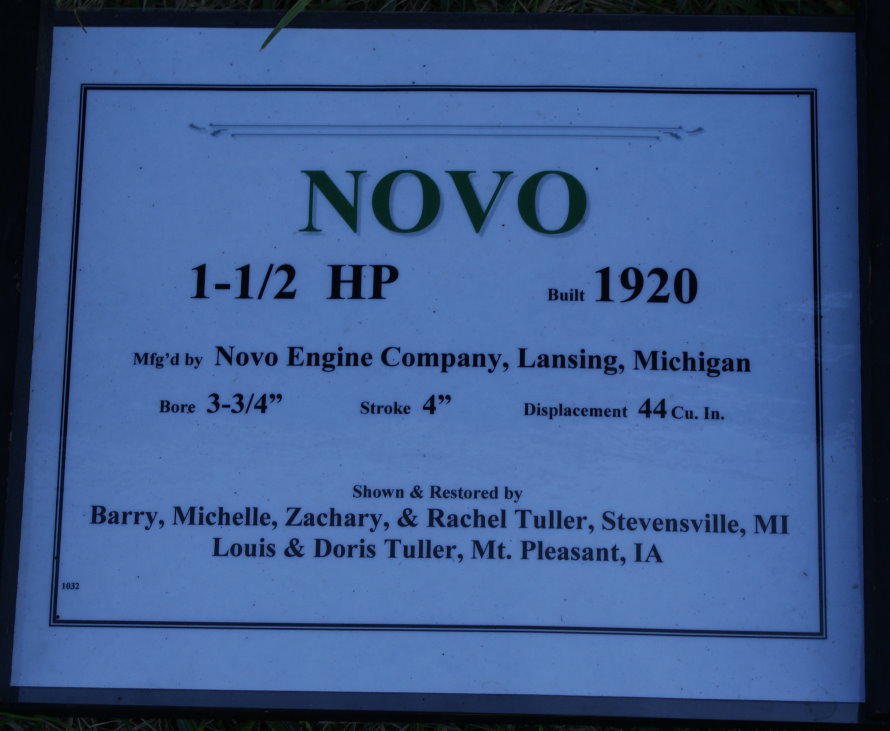 NOVO
1-1/2 HP Built 1920
Mfg'd by Novo Engine Company, Lansing, Michigan
Bore 3-3/4” Stroke 4” Displacement 44 Cu. In.
Shown & Restored by
Barry, Michelle, Zachary, & Rachel Tuller, Stevensville, MI
Louis & Doris Tuller, Mt. Pleasant, IA
1032